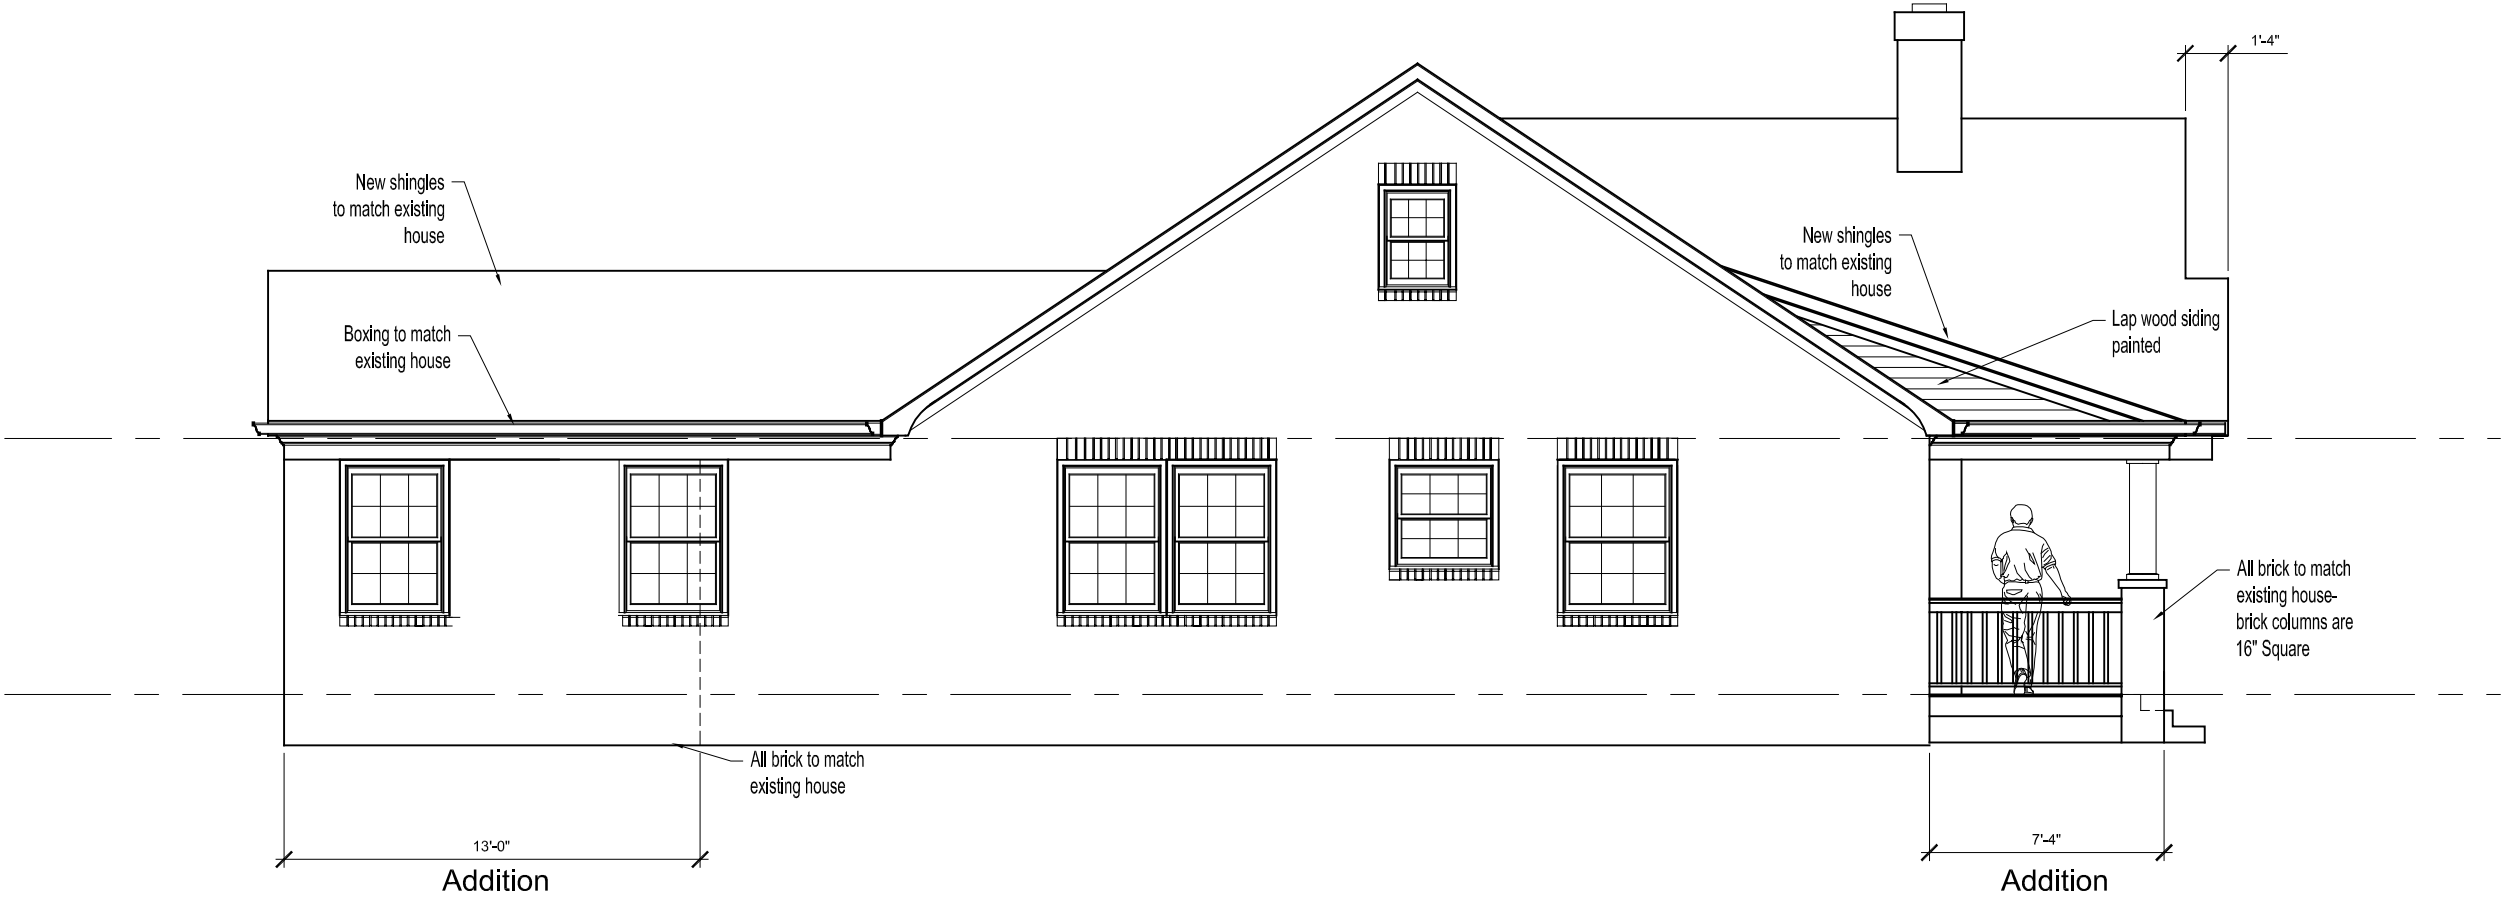 1'-4"
New shingles
to match existing
house
New shingles
to match existing
house
Boxing to match
existing house
Lap wood siding
painted
All brick to match
existing house-
brick columns are
16" Square
All brick to match
existing house
13'-0"
Addition
7'-4"
Addition